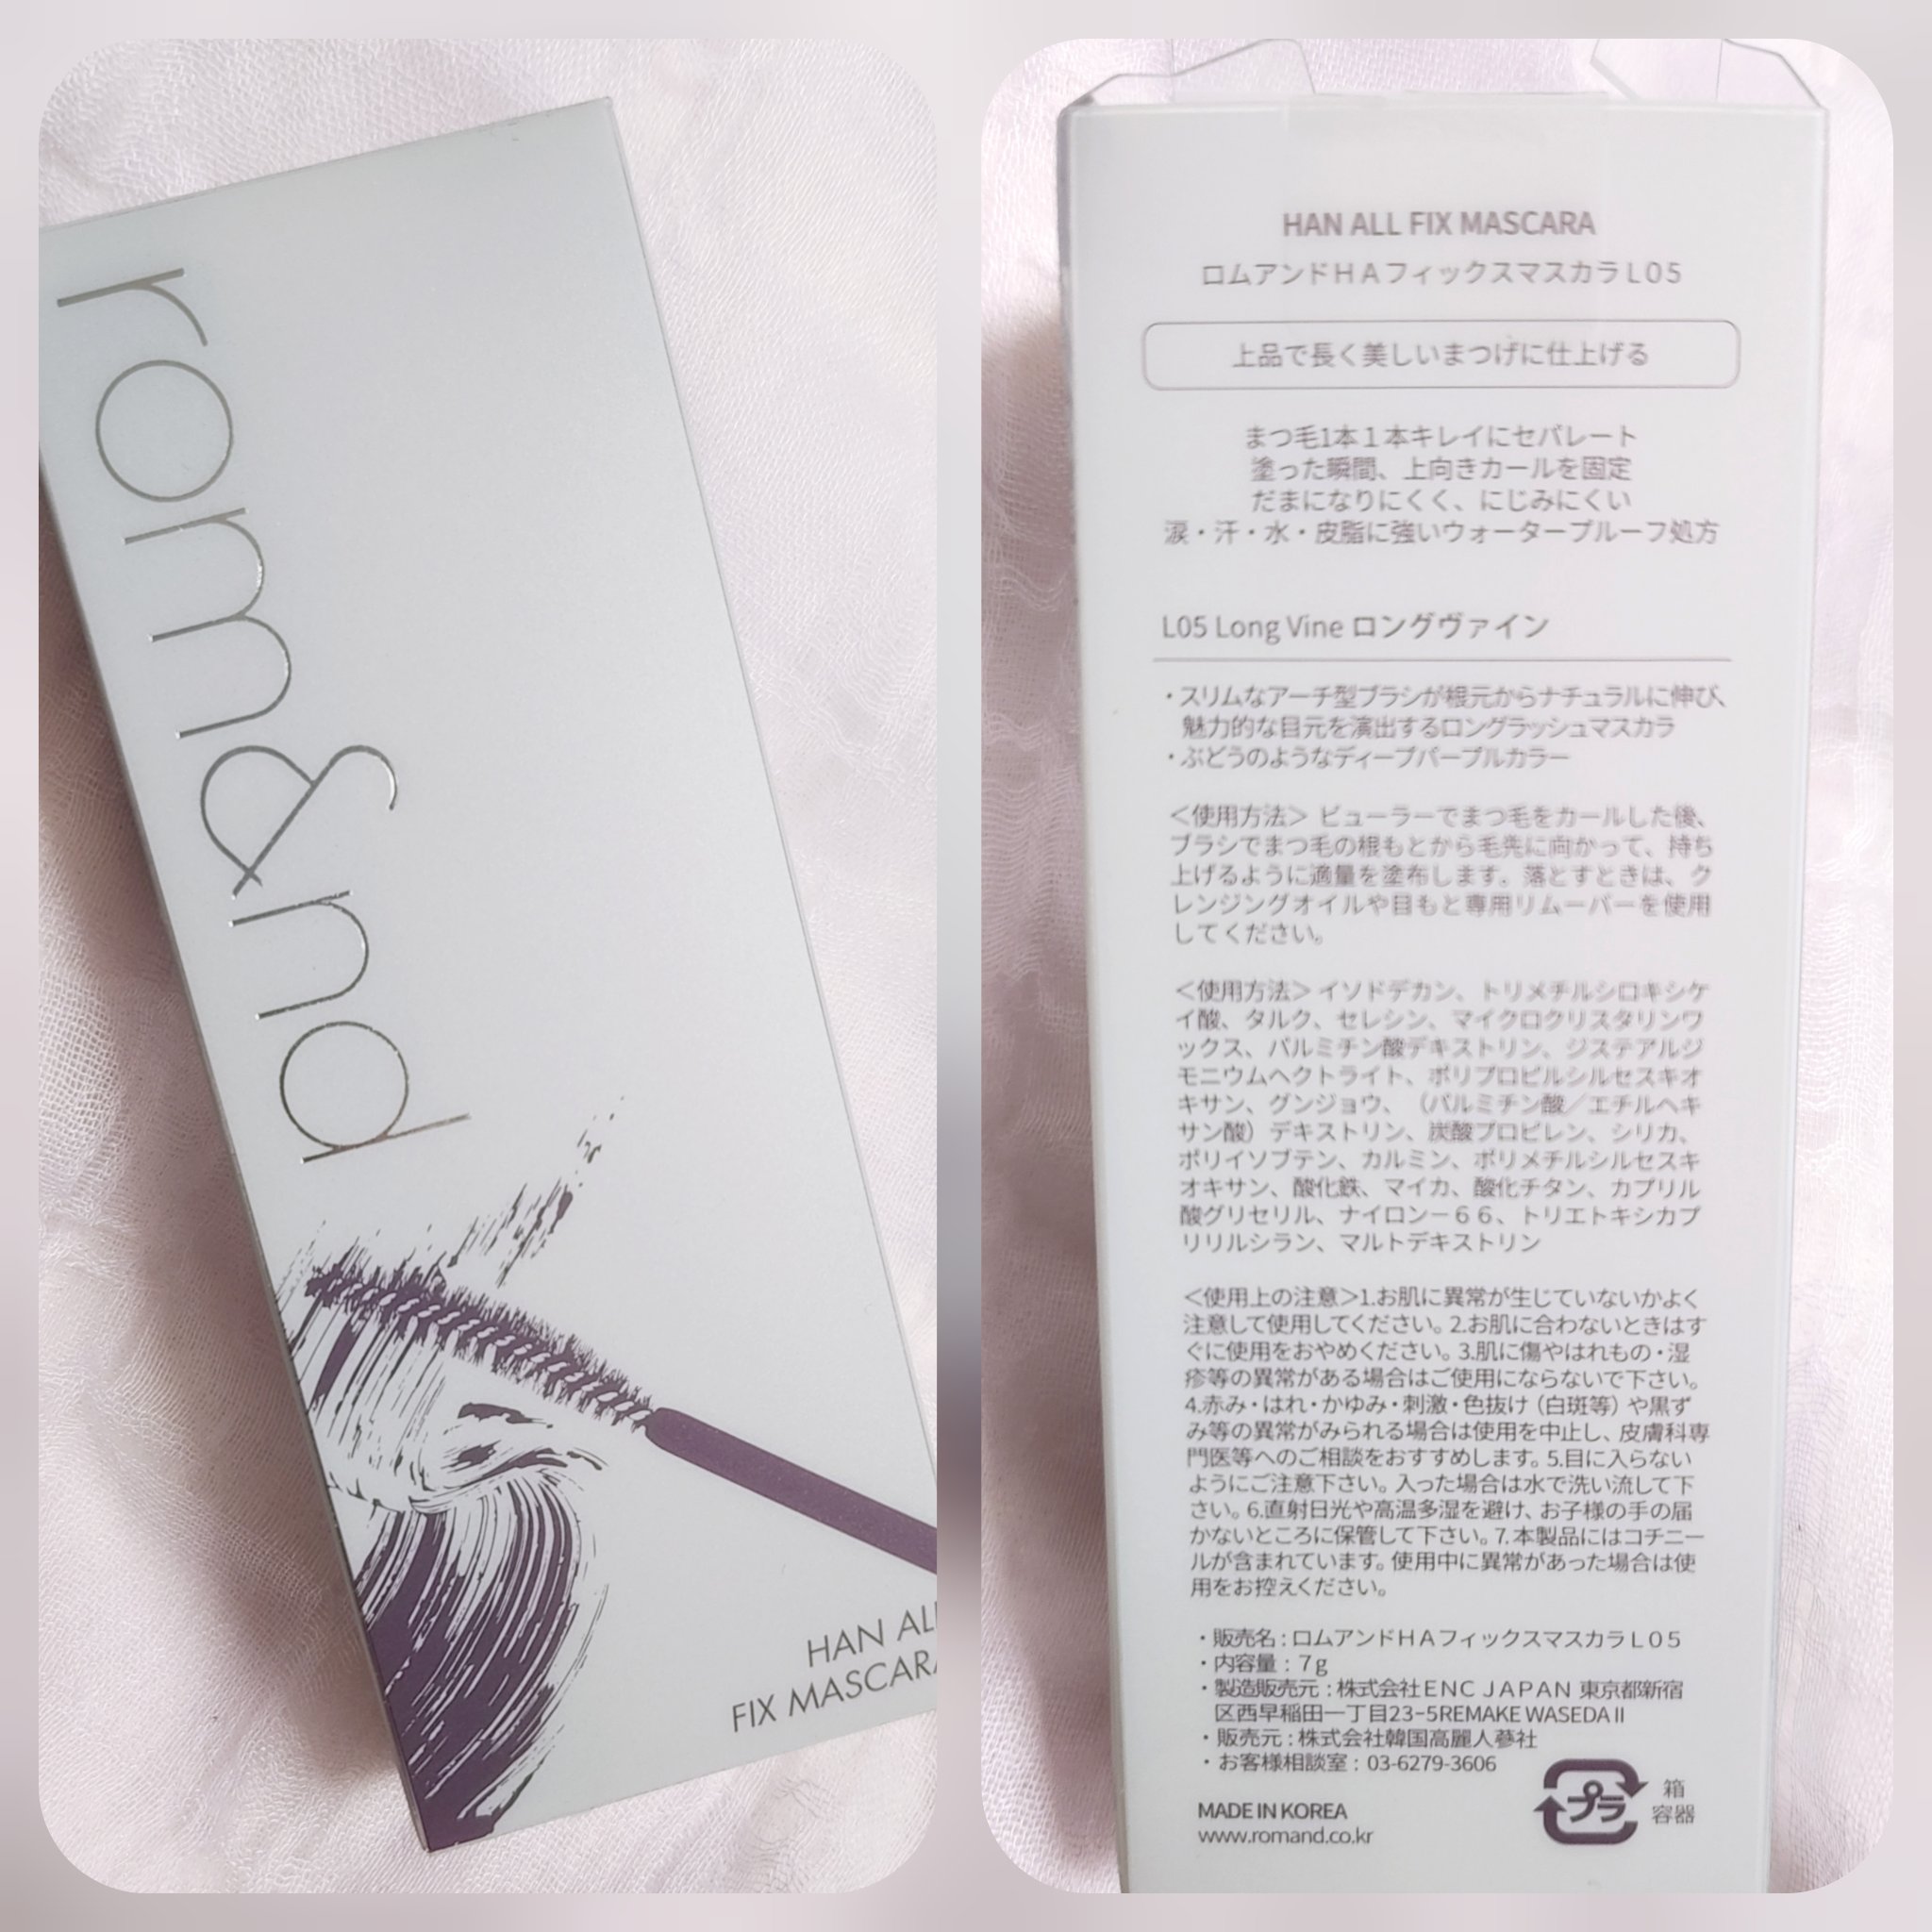 rom&nd
HAN ALL
FIX MASCARA
HAN ALL FIX MASCARA
ロムアンドＨＡフィックスマスカラＬ０５
上品で長く美しいまつげに仕上げる
まつ毛1本１本キレイにセパレート
塗った瞬間、上向きカールを固定
だまになりにくく、にじみにくい
涙・汗・水・皮脂に強いウォータープルーフ処方
L05 Long Vine ロングヴァイン
・スリムなアーチ型ブラシが根元からナチュラルに伸び、
魅力的な目元を演出するロングラッシュマスカラ
・ぶどうのようなディープパープルカラー
＜使用方法＞ ビューラーでまつ毛をカールした後、
ブラシでまつ毛の根もとから毛先に向かって、持ち
上げるように適量を塗布します。落とすときは、ク
レンジングオイルや目もと専用リムーバーを使用
してください。
＜使用方法＞イソドデカン、トリメチルシロキシケ
イ酸、タルク、セレシン、マイクロクリスタリンワ
ックス、パルミチン酸デキストリン、ジステアルジ
モニウムヘクトライト、ポリプロピルシルセスキオ
キサン、グンジョウ、（パルミチン酸／エチルヘキ
サン酸）デキストリン、炭酸プロピレン、シリカ、
ポリイソブテン、カルミン、ポリメチルシルセスキ
オキサン、酸化鉄、マイカ、酸化チタン、カプリル
酸グリセリル、ナイロンー６６、トリエトキシカプ
リリルシラン、マルトデキストリン
＜使用上の注意＞1.お肌に異常が生じていないかよく
注意して使用してください。2.お肌に合わないときはす
ぐに使用をおやめください。3.肌に傷やはれもの・湿
疹等の異常がある場合はご使用にならないで下さい。
4.赤み・はれ・かゆみ・刺激・色抜け（白斑等）や黒ず
み等の異常がみられる場合は使用を中止し、皮膚科専
門医等へのご相談をおすすめします。5.目に入らない
ようにご注意下さい。入った場合は水で洗い流して下
さい。6.直射日光や高温多湿を避け、お子様の手の届
かないところに保管して下さい。7.本製品にはコチニー
ルが含まれています。使用中に異常があった場合は使
用をお控えください。
・販売名：ロムアンドＨＡフィックスマスカラＬ０５
・内容量：７g
・製造販売元：株式会社ＥＮＣ ＪＡＰＡＮ 東京都新宿
区西早稲田一丁目23-5REMAKE WASEDAⅡ
・販売元：株式会社韓国高麗人蔘社
・お客様相談室：03-6279-3606
MADE IN KOREA
www.romand.co.kr
プラ
箱
容器